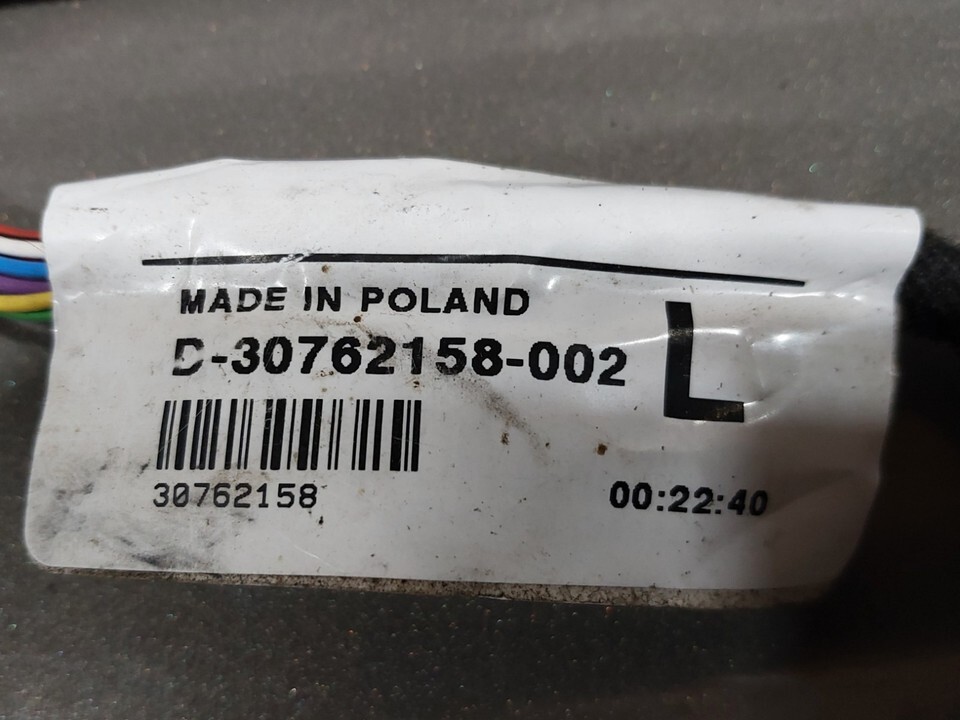 MADE IN POLAND
D-30762158-002
L
30762158
00:22:40